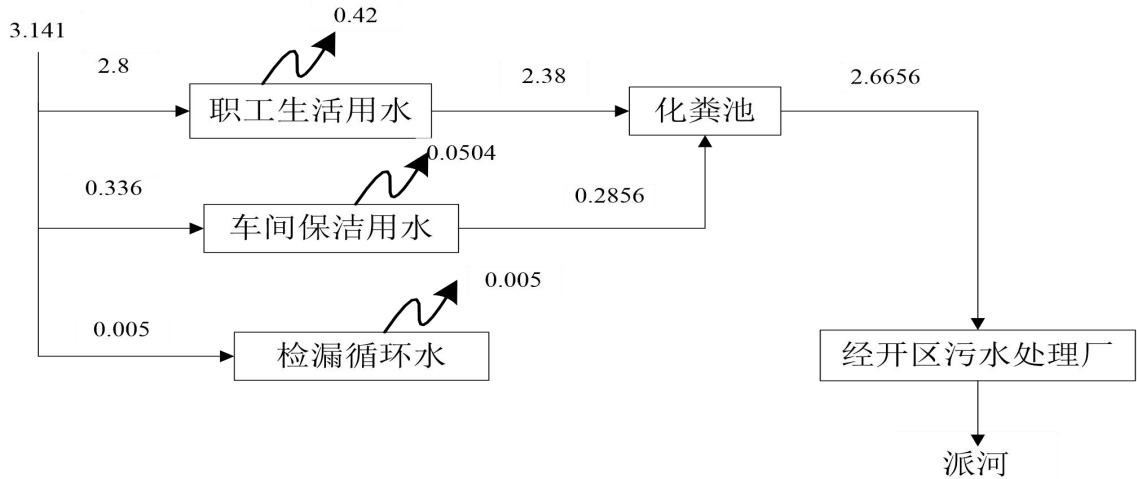 0.42
3.141
2.8
2.38
2.6656
职工生活用水
化粪池
0.0504
0.336
0.2856
车间保洁用水
0.005
0.005
检漏循环水
经开区污水处理厂
派河